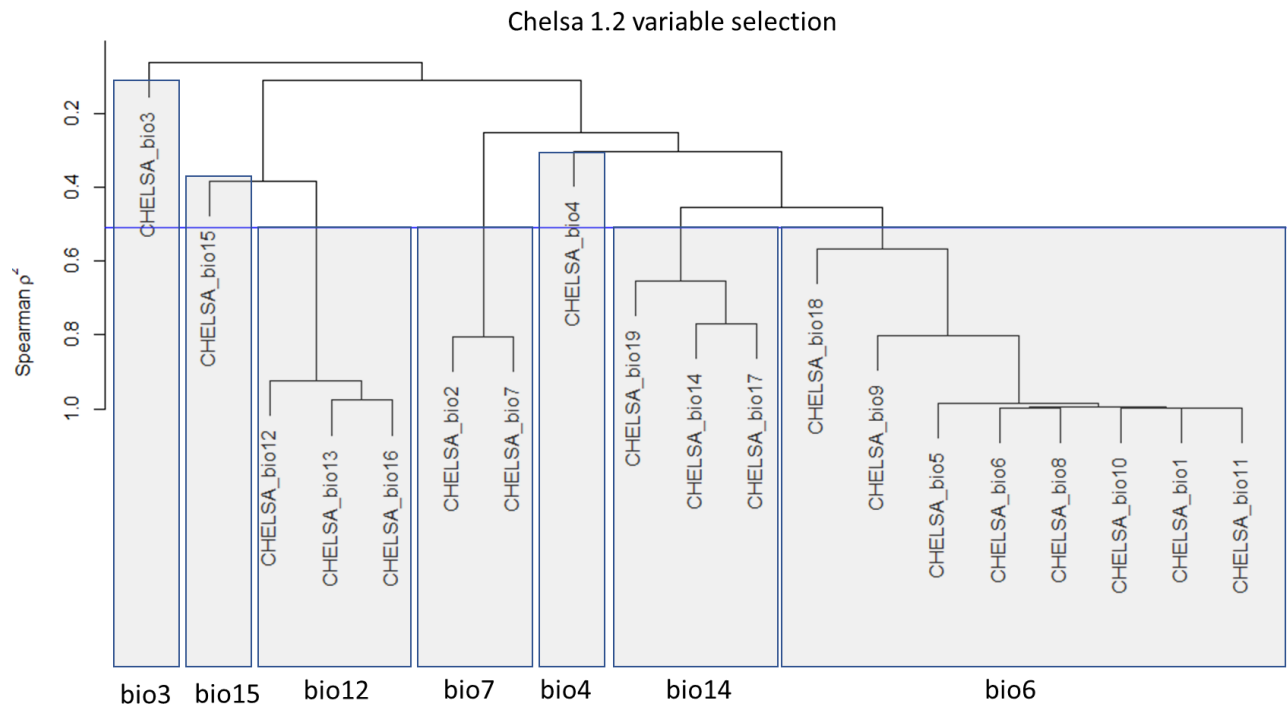 Chelsa 1.2 variable selection
Spearman ρ²
0.2
0.4
0.6
0.8
1.0
CHELSA_bio3
CHELSA_bio15
CHELSA_bio12
CHELSA_bio13
CHELSA_bio16
CHELSA_bio2
CHELSA_bio7
CHELSA_bio4
CHELSA_bio19
CHELSA_bio14
CHELSA_bio17
CHELSA_bio18
CHELSA_bio9
CHELSA_bio5
CHELSA_bio6
CHELSA_bio8
CHELSA_bio10
CHELSA_bio1
CHELSA_bio11
bio3 bio15 bio12 bio7 bio4 bio14 bio6